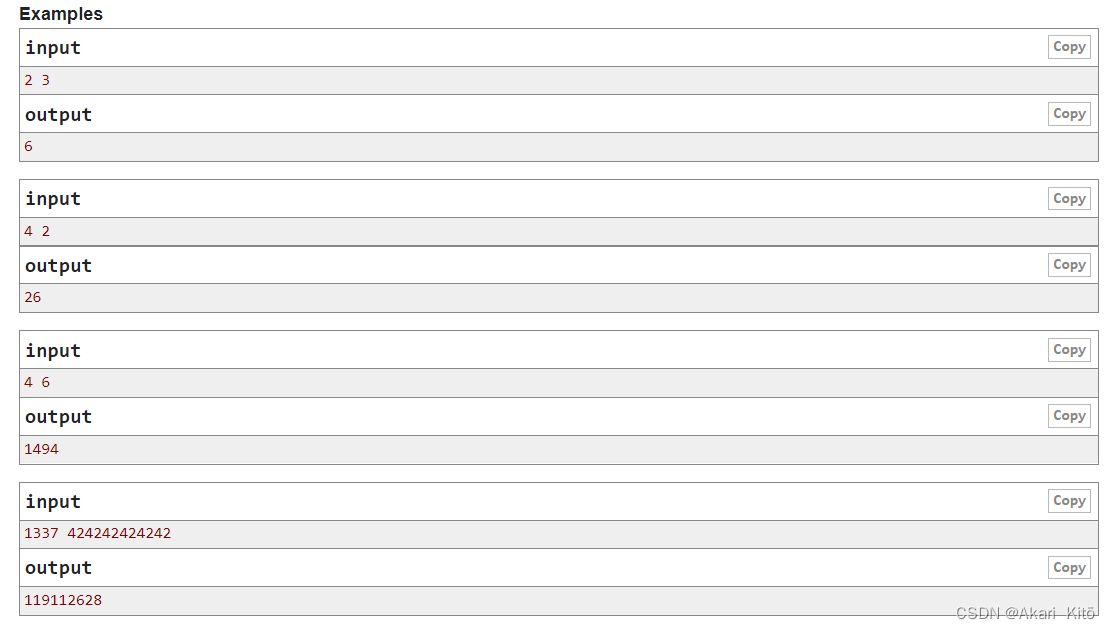 Examples
input
Copy
2 3
output
Copy
6
input
Copy
4 2
output
Copy
26
input
Copy
4 6
output
Copy
1494
input
Copy
1337 424242424242
output
Copy
119112628
CSDN @Akari_Kitō